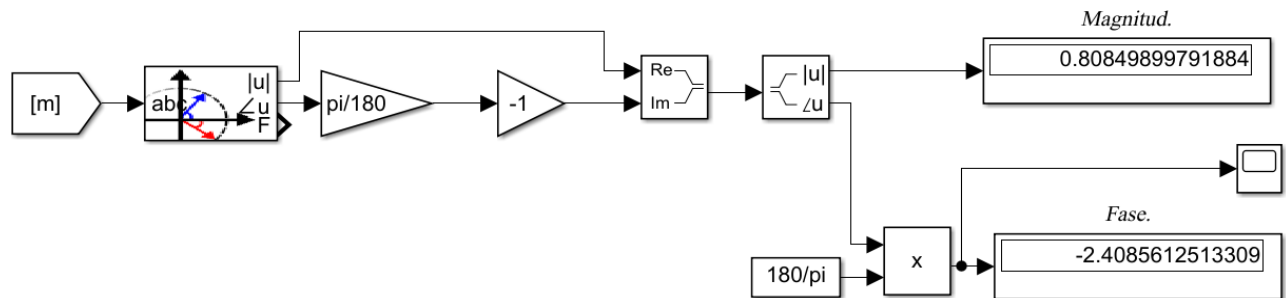 Magnitud.
0.80849899791884
[m]
abc
|u|
∠u
F
pi/180
-1
Re
Im
|u|
∠u
Fase.
-2.4085612513309
180/pi
x